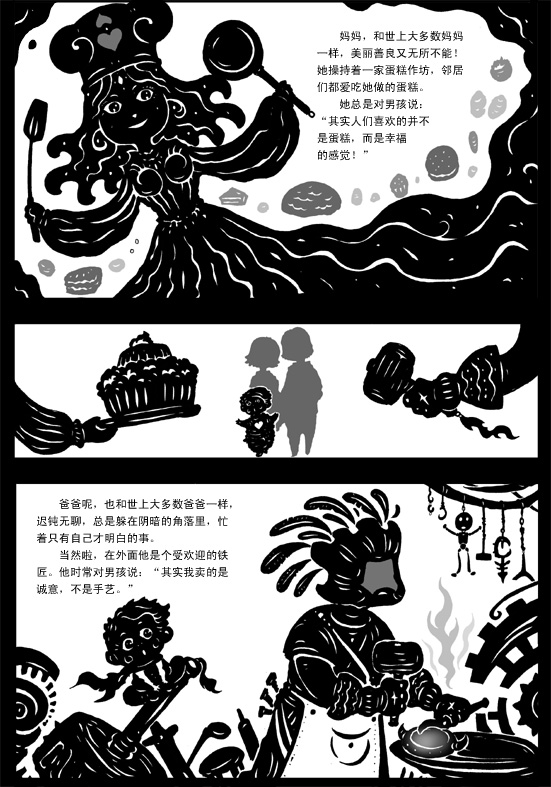 妈妈，和世上大多数妈妈
一样，美丽善良又无所不能！
她操持着一家蛋糕作坊，邻居
们都爱吃她做的蛋糕。
她总是对男孩说：
“其实人们喜欢的并不
是蛋糕，而是幸福
的感觉！”
爸爸呢，也和世上大多数爸爸一样，
迟钝无聊，总是躲在阴暗的角落里，忙
着只有自己才明白的事。
当然啦，在外面他是个受欢迎的铁
匠。他时常对男孩说：“其实我卖的是
诚意，不是手艺。”